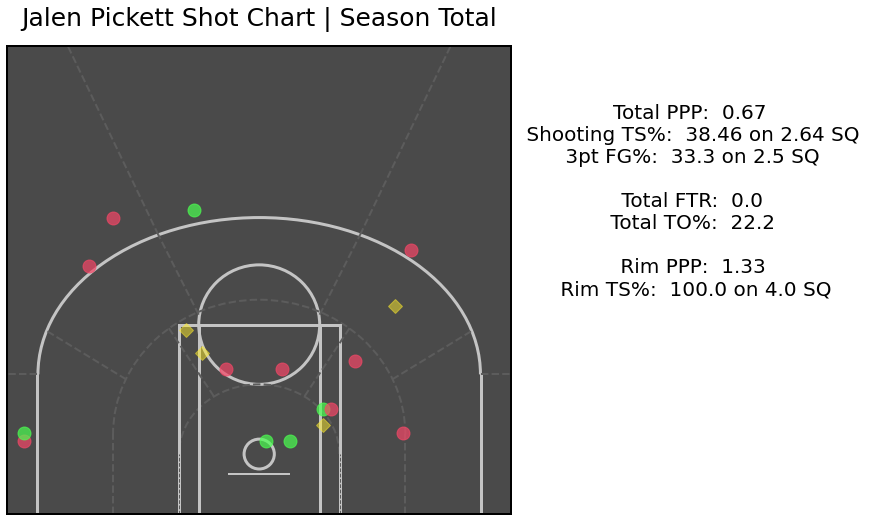 Jalen Pickett Shot Chart | Season Total
Total PPP:  0.67
Shooting TS%:  38.46 on 2.64 SQ
3pt FG%:  33.3 on 2.5 SQ
Total FTR:  0.0
Total TO%:  22.2
Rim PPP:  1.33
Rim TS%:  100.0 on 4.0 SQ